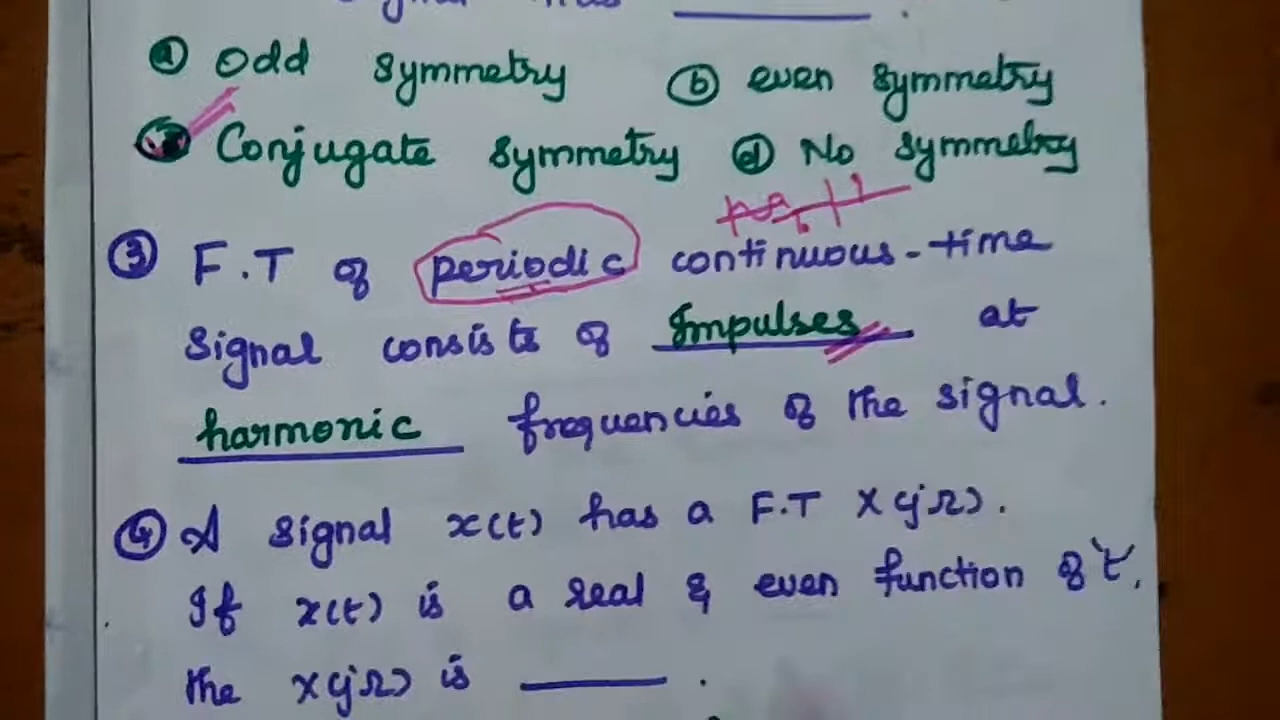 ⓐ Odd symmetry ⓑ even symmetry
Conjugate symmetry ⓓ No symmetry
③ F.T of periodic continuous-time
signal consists of Impulses at
harmonic frequencies of the signal.
④ A signal x(t) has a F.T X(jΩ).
If x(t) is a real & even function of 't',
the X(jΩ) is ______ .